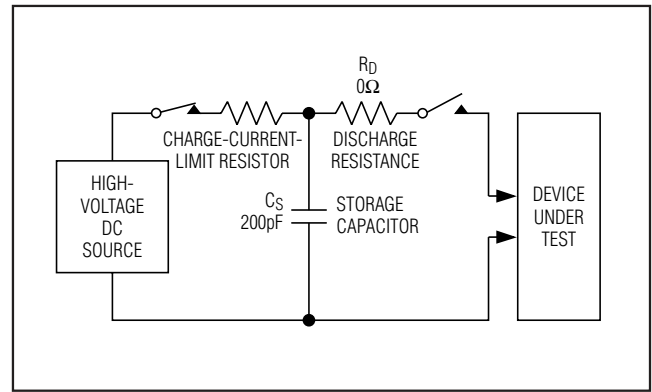 R_D
0Ω
CHARGE-CURRENT-
LIMIT RESISTOR
DISCHARGE
RESISTANCE
HIGH-
VOLTAGE
DC
SOURCE
C_S
200pF
STORAGE
CAPACITOR
DEVICE
UNDER
TEST